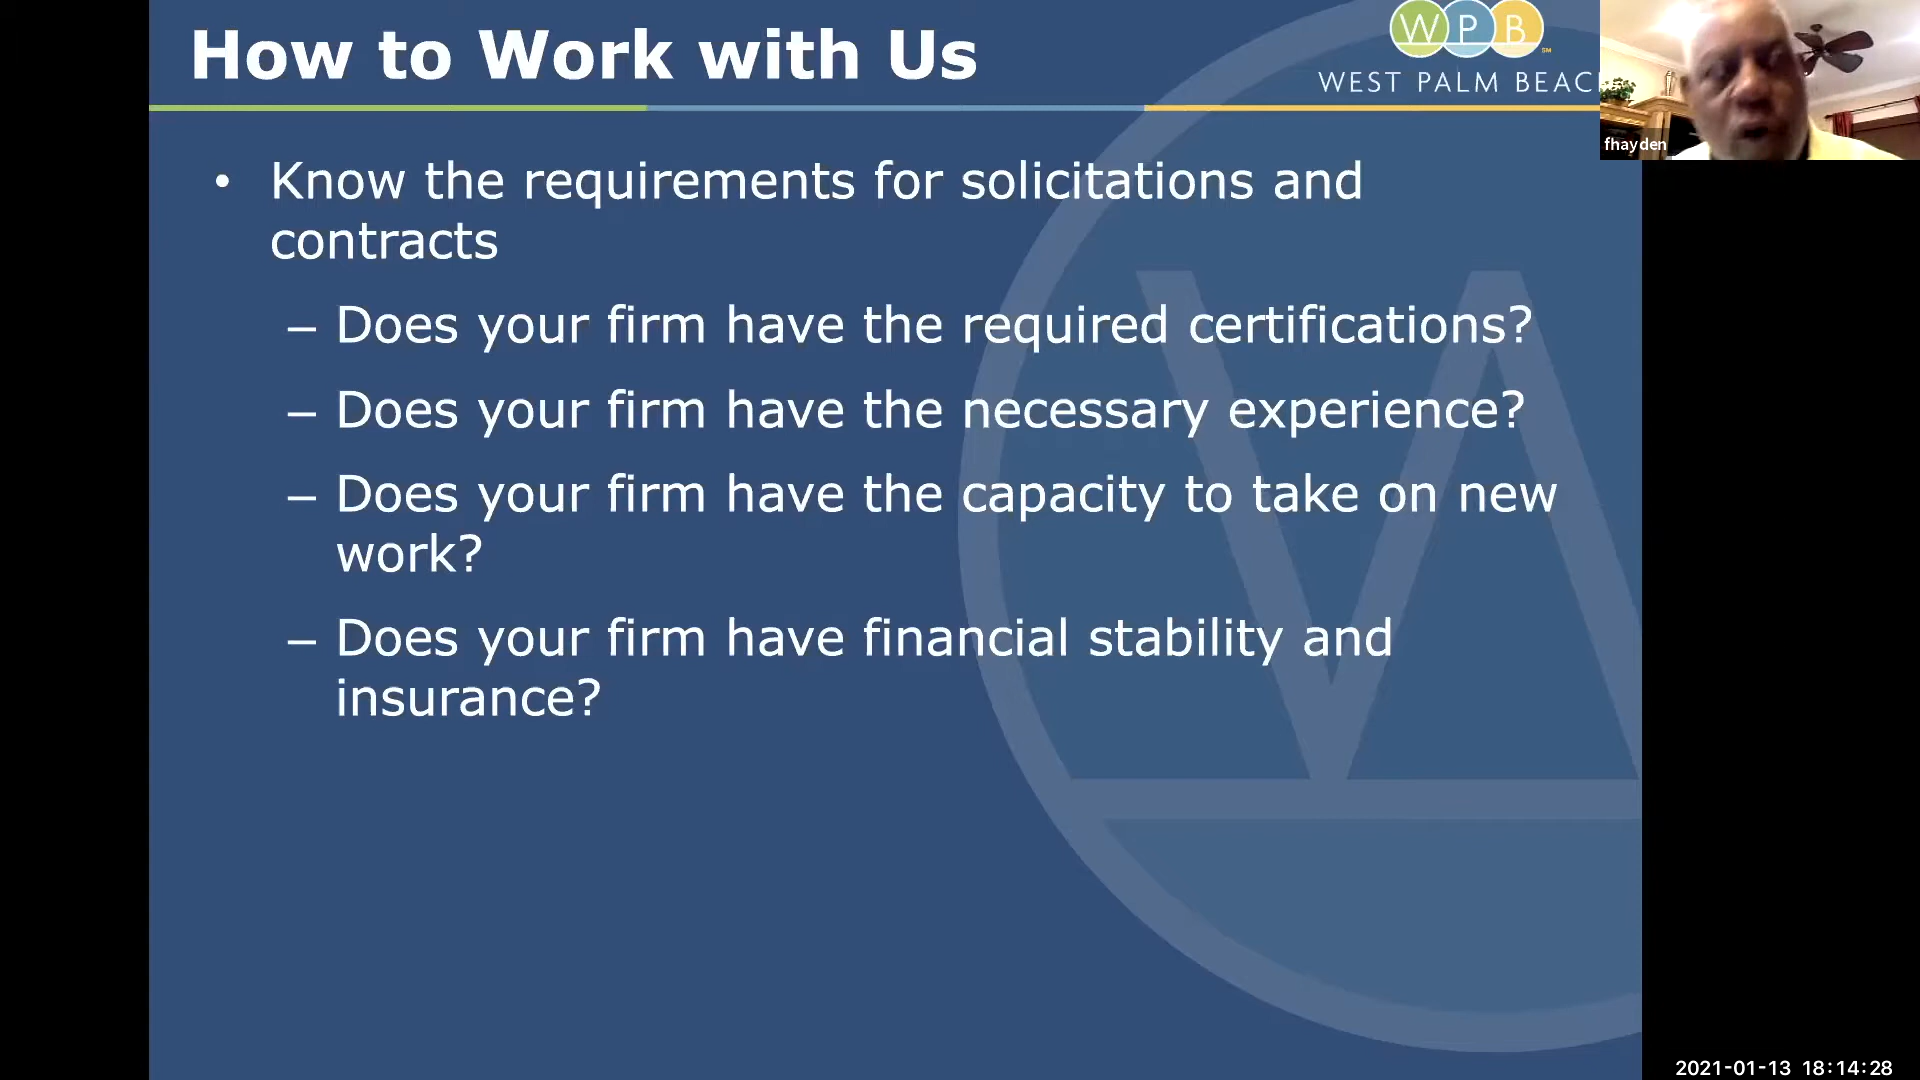 How to Work with Us
WPB SM
WEST PALM BEAC
fhayden
• Know the requirements for solicitations and
contracts
– Does your firm have the required certifications?
– Does your firm have the necessary experience?
– Does your firm have the capacity to take on new
work?
– Does your firm have financial stability and
insurance?
2021-01-13 18:14:28